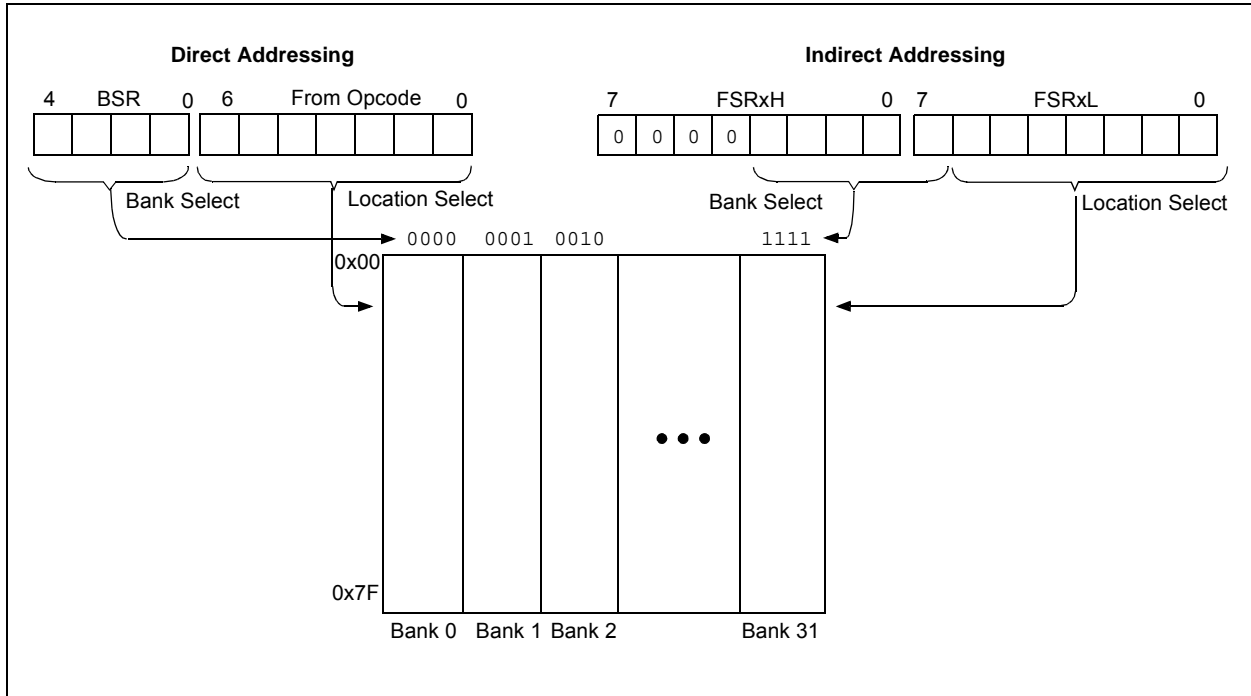 Direct Addressing
Indirect Addressing
4 BSR 0 6 From Opcode 0
7 FSRxH 0 7 FSRxL 0
0 0 0 0
Bank Select
Location Select
Bank Select
Location Select
0000 0001 0010 1111
0x00
0x7F
Bank 0 Bank 1 Bank 2 Bank 31